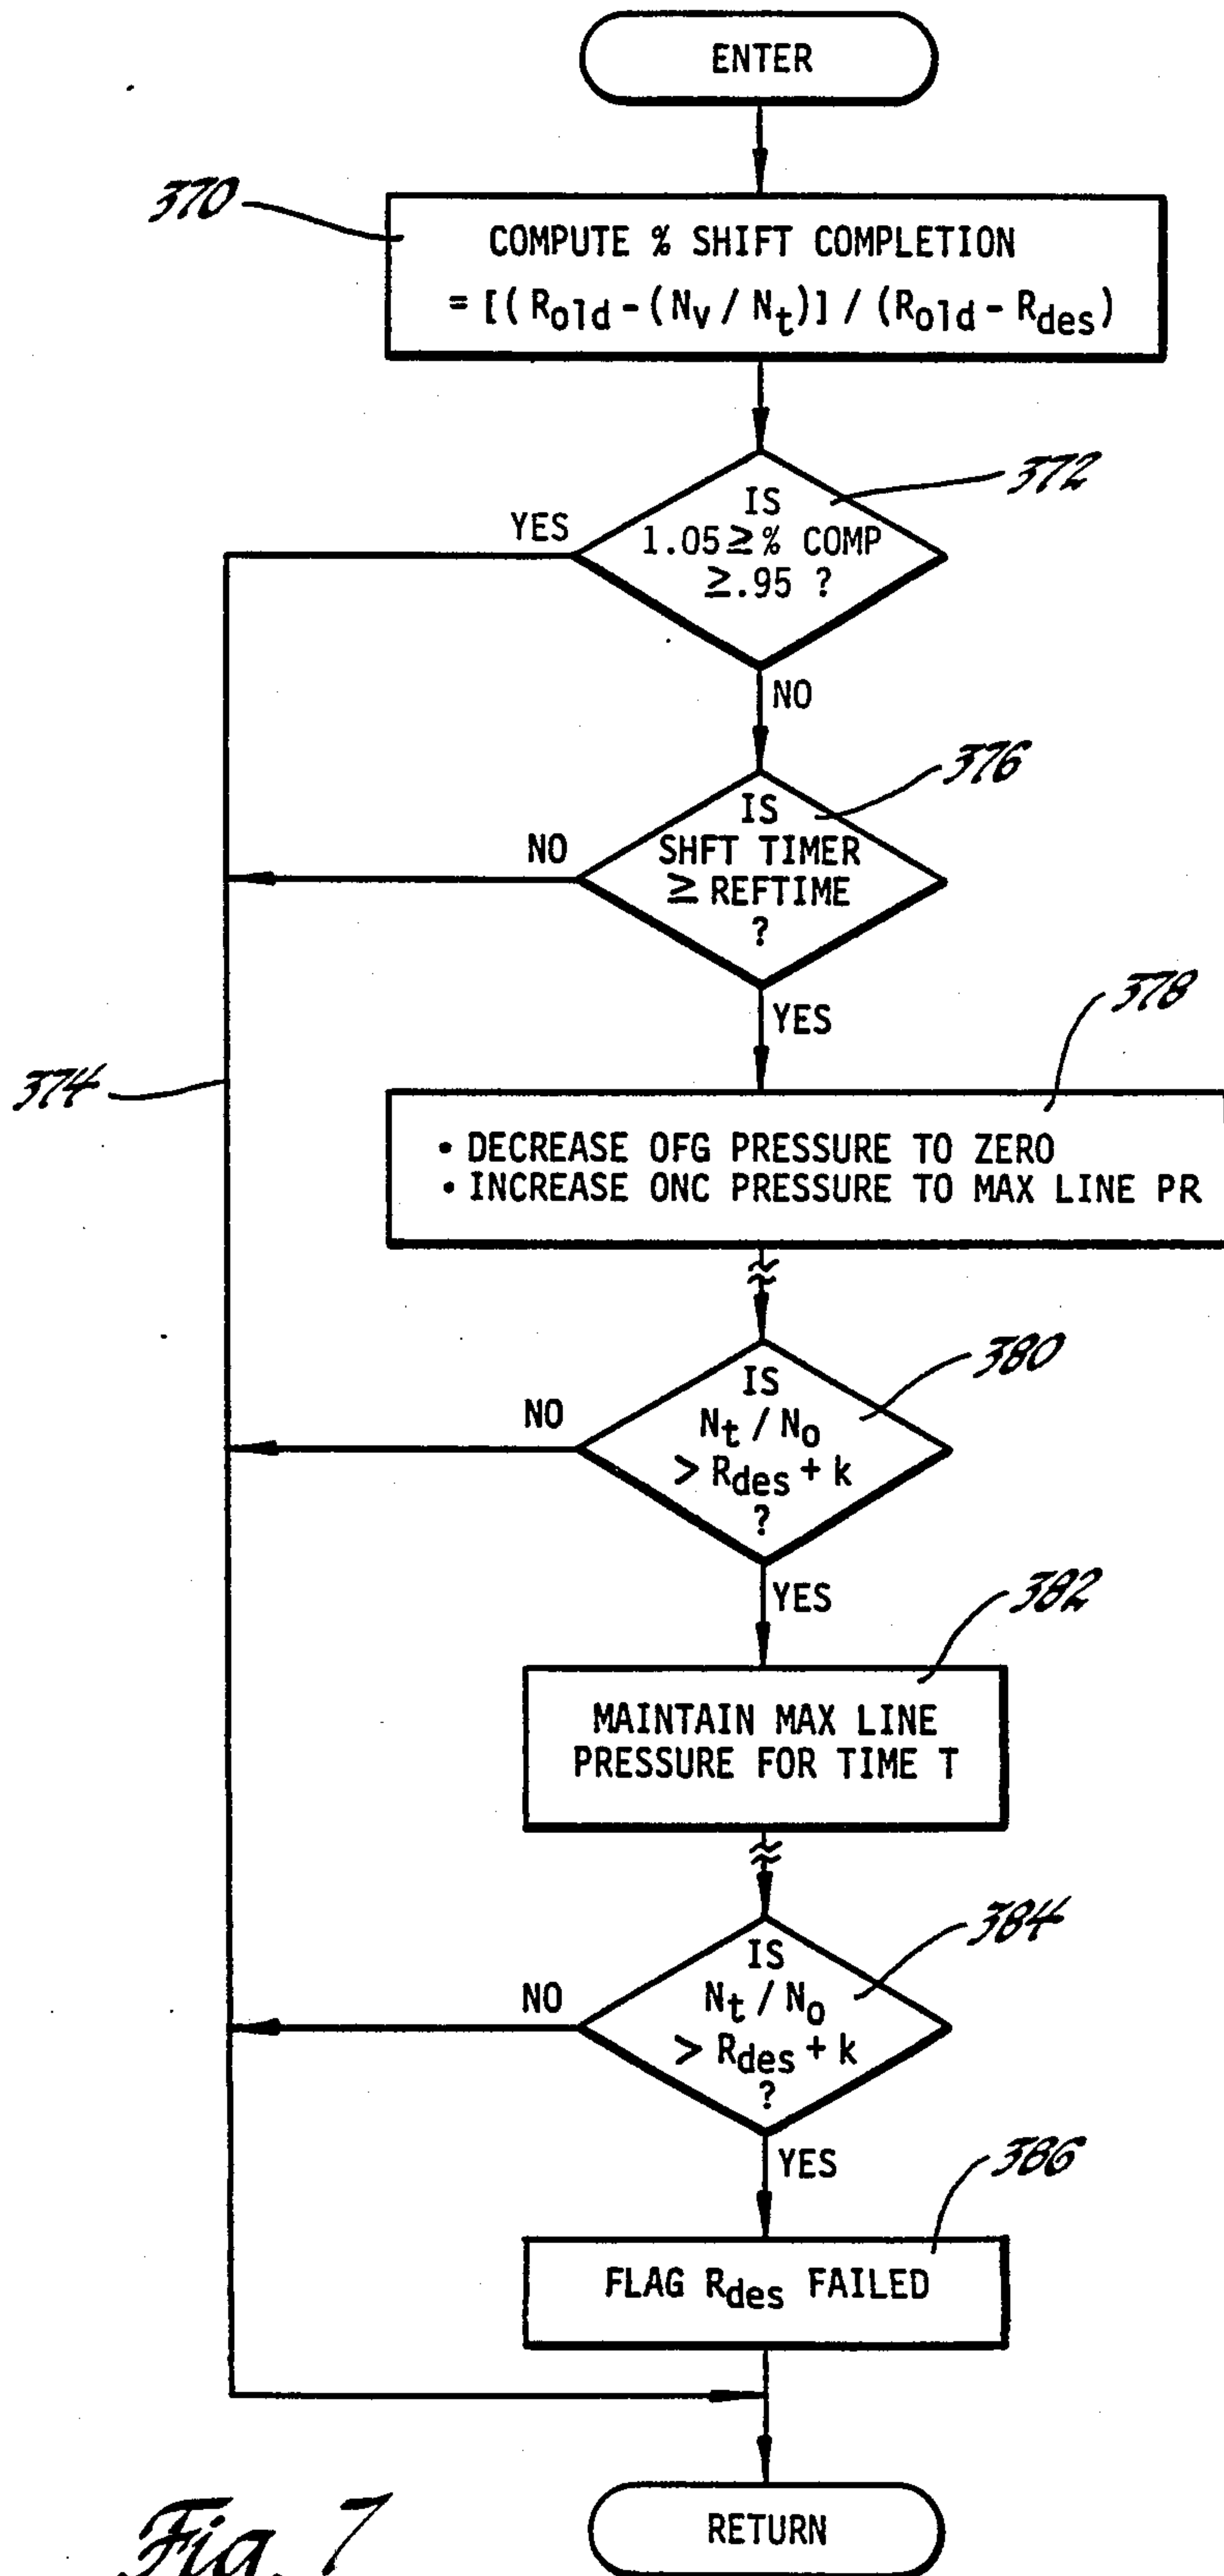 ENTER
370
COMPUTE % SHIFT COMPLETION
= [( Rold - (Nv / Nt)] / (Rold - Rdes)
372
IS
1.05 ≥ % COMP
≥ .95 ?
YES
NO
376
IS
SHFT TIMER
≥ REFTIME
?
NO
YES
374
378
• DECREASE OFG PRESSURE TO ZERO
• INCREASE ONC PRESSURE TO MAX LINE PR
380
IS
Nt / No
> Rdes + k
?
NO
YES
382
MAINTAIN MAX LINE
PRESSURE FOR TIME T
384
IS
Nt / No
> Rdes + k
?
NO
YES
386
FLAG Rdes FAILED
RETURN
Fig. 7